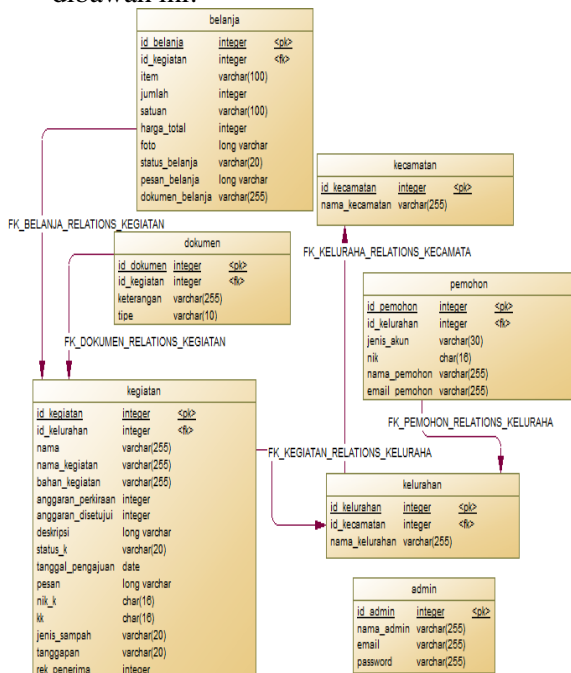 dibawah ini:
belanja
id_belanja integer <pk>
id_kegiatan integer <fk>
item varchar(100)
jumlah integer
satuan varchar(100)
harga_total integer
foto long varchar
status_belanja varchar(20)
pesan_belanja long varchar
dokumen_belanja varchar(255)
kecamatan
id_kecamatan integer <pk>
nama_kecamatan varchar(255)
FK_BELANJA_RELATIONS_KEGIATAN
dokumen
id_dokumen integer <pk>
id_kegiatan integer <fk>
keterangan varchar(255)
tipe varchar(10)
FK_KELURAHA_RELATIONS_KECAMATA
pemohon
id_pemohon integer <pk>
id_kelurahan integer <fk>
jenis_akun varchar(30)
nik char(16)
nama_pemohon varchar(255)
email_pemohon varchar(255)
FK_DOKUMEN_RELATIONS_KEGIATAN
kegiatan
id_kegiatan integer <pk>
id_kelurahan integer <fk>
nama varchar(255)
nama_kegiatan varchar(255)
bahan_kegiatan varchar(255)
anggaran_perkiraan integer
anggaran_disetujui integer
deskripsi long varchar
status_k varchar(20)
tanggal_pengajuan date
pesan long varchar
nik_k char(16)
kk char(16)
jenis_sampah varchar(20)
tanggapan varchar(20)
rek_penerima integer
FK_PEMOHON_RELATIONS_KELURAHA
FK_KEGIATAN_RELATIONS_KELURAHA
kelurahan
id_kelurahan integer <pk>
id_kecamatan integer <fk>
nama_kelurahan varchar(255)
admin
id_admin integer <pk>
nama_admin varchar(255)
email varchar(255)
password varchar(255)